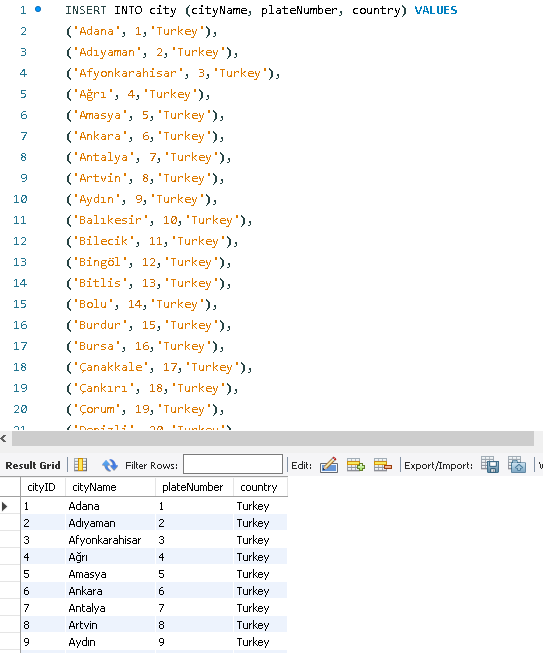 1 INSERT INTO city (cityName, plateNumber, country) VALUES
2 ('Adana', 1,'Turkey'),
3 ('Adıyaman', 2,'Turkey'),
4 ('Afyonkarahisar', 3,'Turkey'),
5 ('Ağrı', 4,'Turkey'),
6 ('Amasya', 5,'Turkey'),
7 ('Ankara', 6,'Turkey'),
8 ('Antalya', 7,'Turkey'),
9 ('Artvin', 8,'Turkey'),
10 ('Aydın', 9,'Turkey'),
11 ('Balıkesir', 10,'Turkey'),
12 ('Bilecik', 11,'Turkey'),
13 ('Bingöl', 12,'Turkey'),
14 ('Bitlis', 13,'Turkey'),
15 ('Bolu', 14,'Turkey'),
16 ('Burdur', 15,'Turkey'),
17 ('Bursa', 16,'Turkey'),
18 ('Çanakkale', 17,'Turkey'),
19 ('Çankırı', 18,'Turkey'),
20 ('Çorum', 19,'Turkey'),
21 ('Denizli', 20,'Turkey'),
Result Grid Filter Rows: Edit: Export/Import:
cityID cityName plateNumber country
1 Adana 1 Turkey
2 Adıyaman 2 Turkey
3 Afyonkarahisar 3 Turkey
4 Ağrı 4 Turkey
5 Amasya 5 Turkey
6 Ankara 6 Turkey
7 Antalya 7 Turkey
8 Artvin 8 Turkey
9 Aydın 9 Turkey